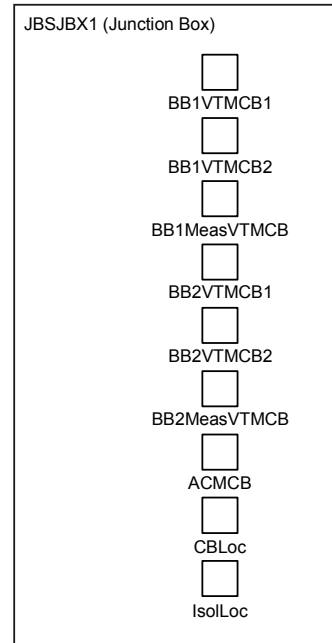 JBSJBX1 (Junction Box)
BB1VTMCB1
BB1VTMCB2
BB1MeasVTMCB
BB2VTMCB1
BB2VTMCB2
BB2MeasVTMCB
ACMCB
CBLoc
IsolLoc